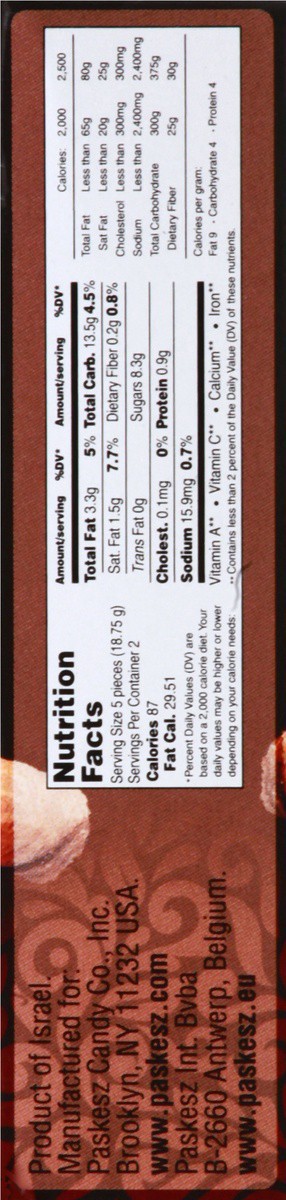 Product of Israel.
Manufactured for:
Paskesz Candy Co., Inc.
Brooklyn, NY 11232 USA.
www.paskesz.com
Paskesz Int. Bvba
B-2660 Antwerp, Belgium.
www.paskesz.eu
Nutrition
Facts
Serving Size 5 pieces (18.75 g)
Servings Per Container 2
Calories 87
Fat Cal. 29.51
*Percent Daily Values (DV) are
based on a 2,000 calorie diet. Your
daily values may be higher or lower
depending on your calorie needs:
Amount/serving %DV* Amount/serving %DV*
Total Fat 3.3g 5% Total Carb. 13.5g 4.5%
Sat. Fat 1.5g 7.7% Dietary Fiber 0.2g 0.8%
Trans Fat 0g Sugars 8.3g
Cholest. 0.1mg 0% Protein 0.9g
Sodium 15.9mg 0.7%
Vitamin A** • Vitamin C** • Calcium** • Iron**
**Contains less than 2 percent of the Daily Value (DV) of these nutrients.
Calories: 2,000 2,500
Total Fat Less than 65g 80g
Sat Fat Less than 20g 25g
Cholesterol Less than 300mg 300mg
Sodium Less than 2,400mg 2,400mg
Total Carbohydrate 300g 375g
Dietary Fiber 25g 30g
Calories per gram:
Fat 9 · Carbohydrate 4 · Protein 4